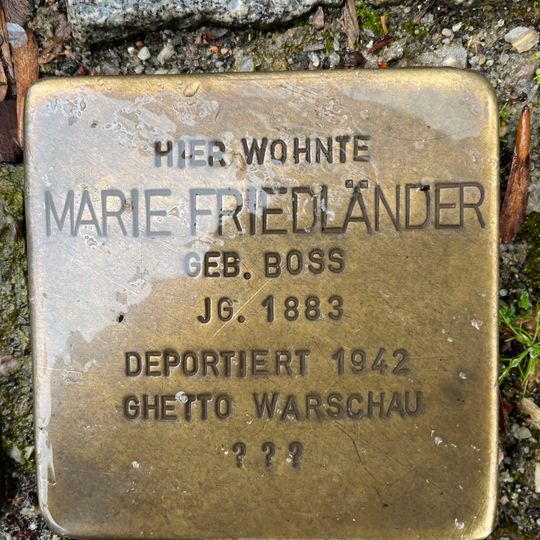 HIER WOHNTE
MARIE FRIEDLÄNDER
GEB. BOSS
JG. 1883
DEPORTIERT 1942
GHETTO WARSCHAU
???